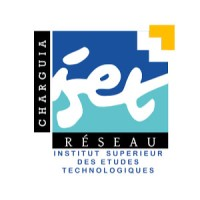 CHARGUIA
iset
RÉSEAU
INSTITUT SUPERIEUR
DES ETUDES
TECHNOLOGIQUES